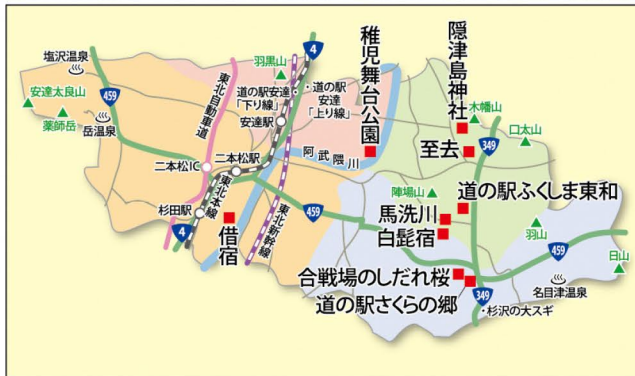 塩沢温泉
安達太良山
薬師岳
岳温泉
459
東北自動車道
羽黒山
4
道の駅安達
「下り線」
道の駅
安達
「上り線」
安達駅
二本松IC
二本松駅
阿武隈川
杉田駅
東北本線
4
借宿
東北新幹線
459
稚児舞台公園
隠津島神社
木幡山
口太山
至去
349
陣場山
道の駅ふくしま東和
馬洗川
白髭宿
羽山
459
日山
名目津温泉
合戦場のしだれ桜
道の駅さくらの郷
349
・杉沢の大スギ